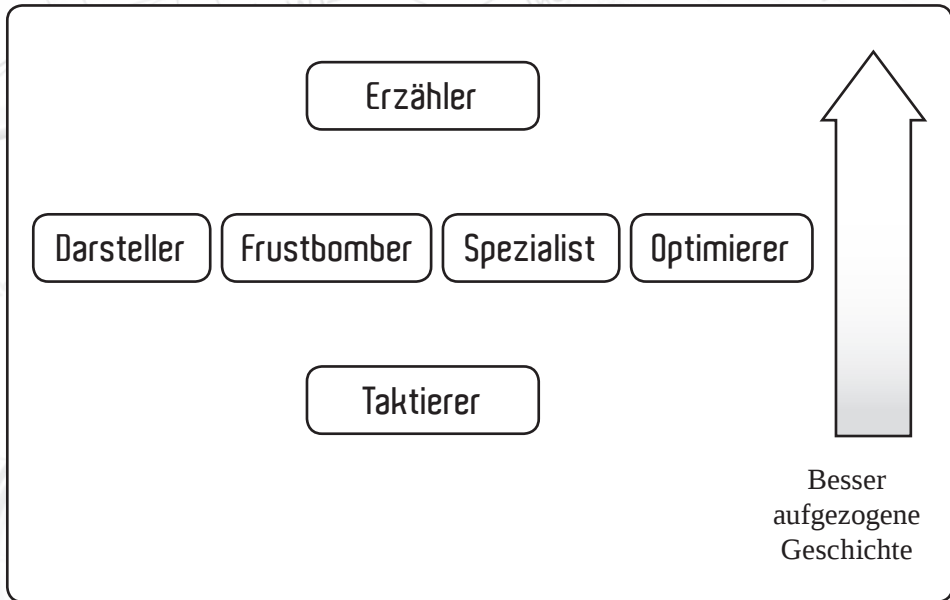 Erzähler
Darsteller Frustbomber Spezialist Optimierer
Taktierer
Besser
aufgezogene
Geschichte